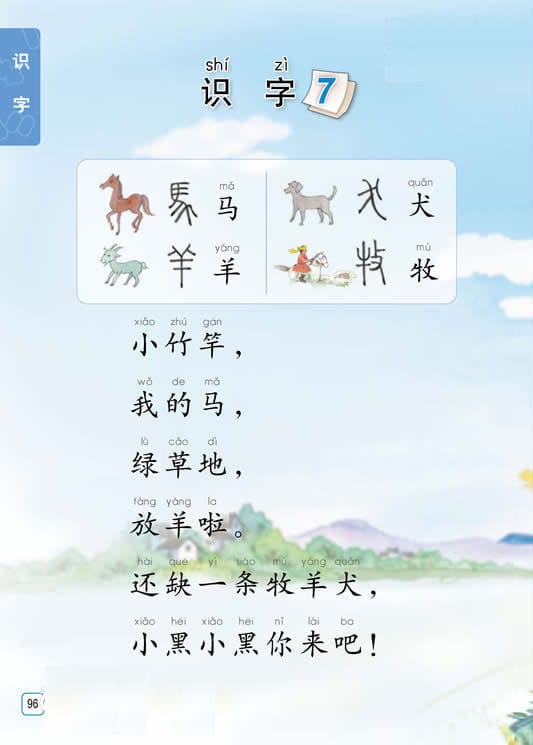 识
字
shí zì
识 字 7
mǎ
马
quǎn
犬
yáng
羊
mù
牧
xiǎo zhú gān
小竹竿，
wǒ de mǎ
我的马，
lǜ cǎo dì
绿草地，
fàng yáng la
放羊啦。
hái quē yì tiáo mù yáng quǎn
还缺一条牧羊犬，
xiǎo hēi xiǎo hēi nǐ lái ba
小黑小黑你来吧！
96